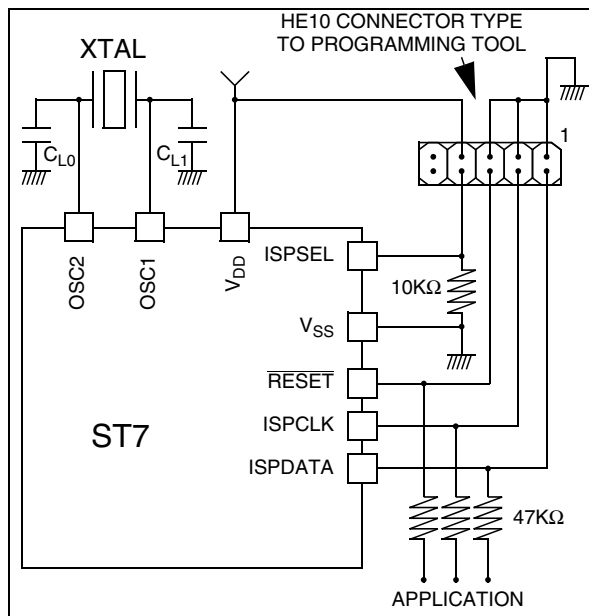 HE10 CONNECTOR TYPE
TO PROGRAMMING TOOL
XTAL
1
CL0
CL1
OSC2
OSC1
VDD
ISPSEL
10KΩ
VSS
RESET
ISPCLK
ST7
ISPDATA
47KΩ
APPLICATION